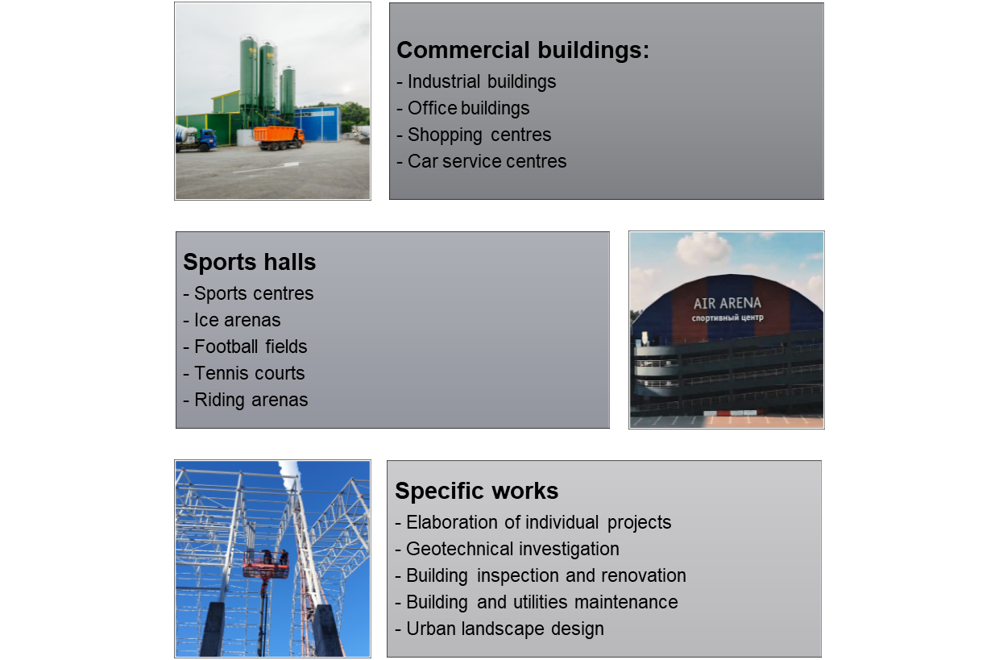 Commercial buildings:
- Industrial buildings
- Office buildings
- Shopping centres
- Car service centres
Sports halls
- Sports centres
- Ice arenas
- Football fields
- Tennis courts
- Riding arenas
AIR ARENA
спортивный центр
Specific works
- Elaboration of individual projects
- Geotechnical investigation
- Building inspection and renovation
- Building and utilities maintenance
- Urban landscape design